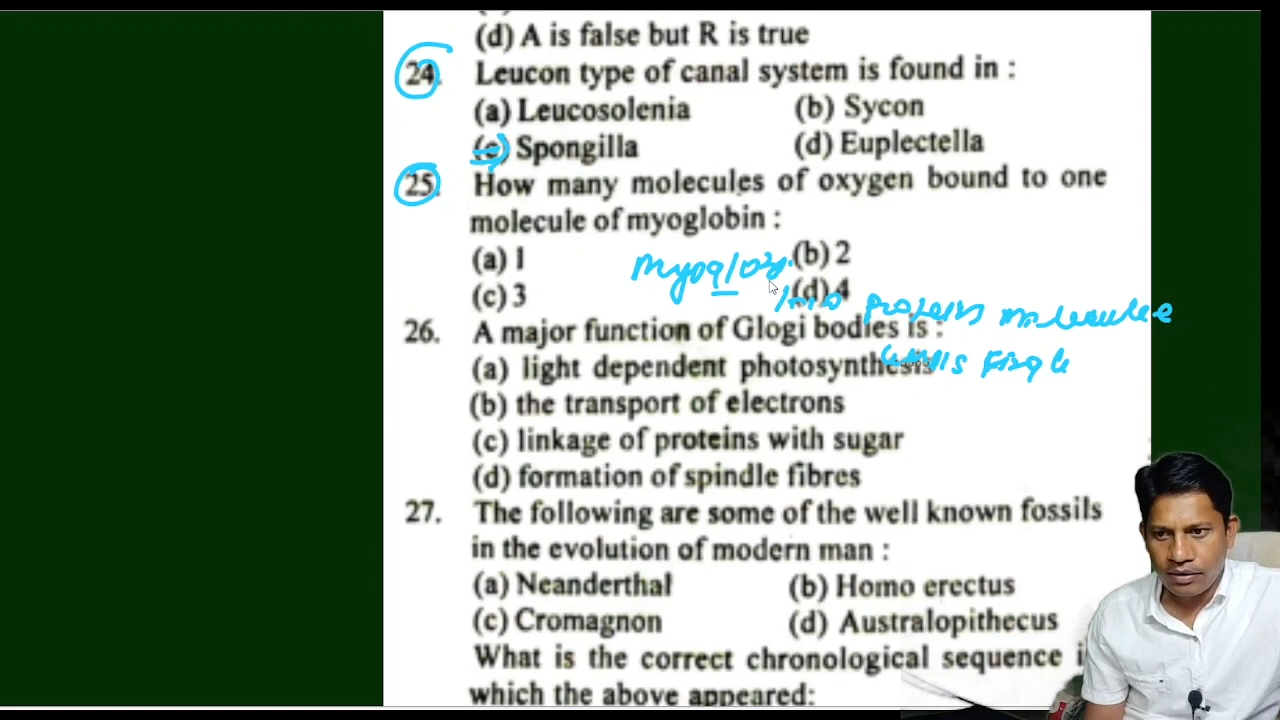 (d) A is false but R is true
24. Leucon type of canal system is found in :
(a) Leucosolenia (b) Sycon
(c) Spongilla (d) Euplectella
25. How many molecules of oxygen bound to one
molecule of myoglobin :
(a) 1 (b) 2
(c) 3 (d) 4
protein molecule
26. A major function of Glogi bodies is :
(a) light dependent photosynthesis
(b) the transport of electrons
(c) linkage of proteins with sugar
(d) formation of spindle fibres
27. The following are some of the well known fossils
in the evolution of modern man :
(a) Neanderthal (b) Homo erectus
(c) Cromagnon (d) Australopithecus
What is the correct chronological sequence i
which the above appeared: